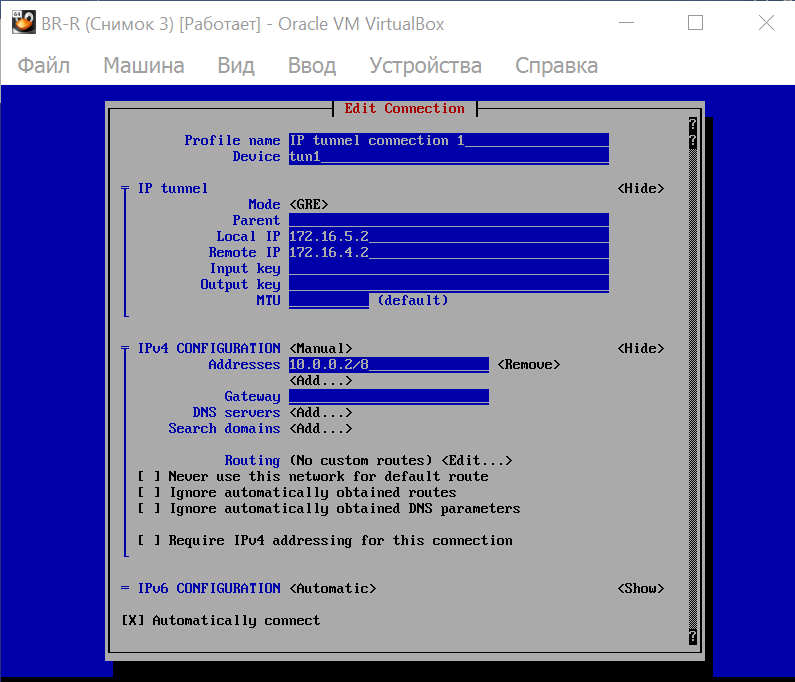 BR-R (Снимок 3) [Работает] - Oracle VM VirtualBox
Файл Машина Вид Ввод Устройства Справка
Edit Connection
Profile name IP tunnel connection 1
Device tun1
IP tunnel <Hide>
Mode <GRE>
Parent
Local IP 172.16.5.2
Remote IP 172.16.4.2
Input key
Output key
MTU (default)
IPv4 CONFIGURATION <Manual> <Hide>
Addresses 10.0.0.2/8 <Remove>
<Add...>
Gateway
DNS servers <Add...>
Search domains <Add...>
Routing (No custom routes) <Edit...>
[ ] Never use this network for default route
[ ] Ignore automatically obtained routes
[ ] Ignore automatically obtained DNS parameters
[ ] Require IPv4 addressing for this connection
= IPv6 CONFIGURATION <Automatic> <Show>
[X] Automatically connect